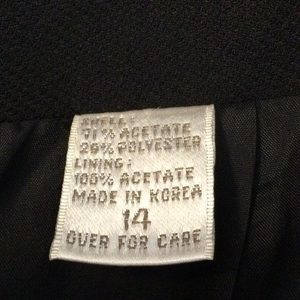 SHELL:
71% ACETATE
29% POLYESTER
LINING:
100% ACETATE
MADE IN KOREA
14
OVER FOR CARE